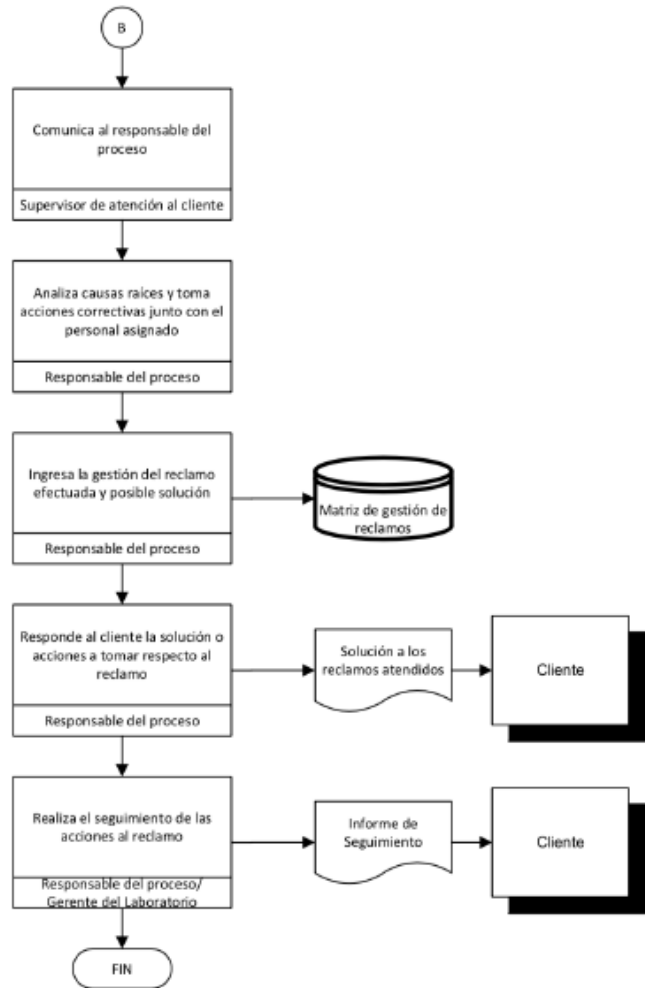 B
Comunica al responsable del
proceso
Supervisor de atención al cliente
Analiza causas raíces y toma
acciones correctivas junto con el
personal asignado
Responsable del proceso
Ingresa la gestión del reclamo
efectuada y posible solución
Responsable del proceso
Matriz de gestión de
reclamos
Responde al cliente la solución o
acciones a tomar respecto al
reclamo
Responsable del proceso
Solución a los
reclamos atendidos
Cliente
Realiza el seguimiento de las
acciones al reclamo
Responsable del proceso/
Gerente del Laboratorio
Informe de
Seguimiento
Cliente
FIN